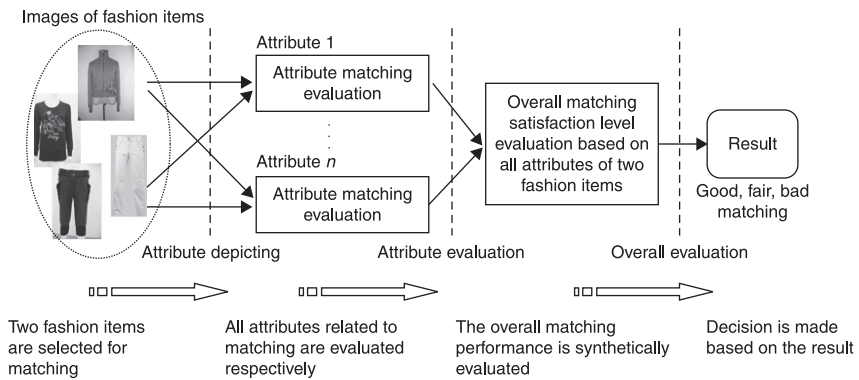 Images of fashion items
Attribute 1
Attribute matching
evaluation
Attribute n
Attribute matching
evaluation
Overall matching
satisfaction level
evaluation based on
all attributes of two
fashion items
Result
Good, fair, bad
matching
Attribute depicting
Attribute evaluation
Overall evaluation
Two fashion items
are selected for
matching
All attributes related to
matching are evaluated
respectively
The overall matching
performance is synthetically
evaluated
Decision is made
based on the result